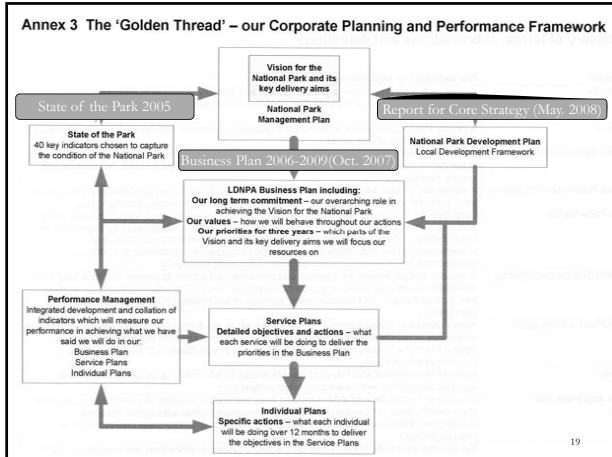 Annex 3 The 'Golden Thread' – our Corporate Planning and Performance Framework
Vision for the
National Park and its
key delivery aims
National Park
Management Plan
State of the Park 2005
Report for Core Strategy (May. 2008)
State of the Park
40 key indicators chosen to capture
the condition of the National Park
National Park Development Plan
Local Development Framework
Business Plan 2006-2009(Oct. 2007)
LDNPA Business Plan including:
Our long term commitment – our overarching role in
achieving the Vision for the National Park
Our values – how we will behave throughout our actions
Our priorities for three years – which parts of the
Vision and its key delivery aims we will focus our
resources on
Performance Management
Integrated development and collation of
indicators which will measure our
performance in achieving what we have
said we will do in our:
Business Plan
Service Plans
Individual Plans
Service Plans
Detailed objectives and actions – what
each service will be doing to deliver the
priorities in the Business Plan
Individual Plans
Specific actions – what each individual
will be doing over 12 months to deliver
the objectives in the Service Plans
19